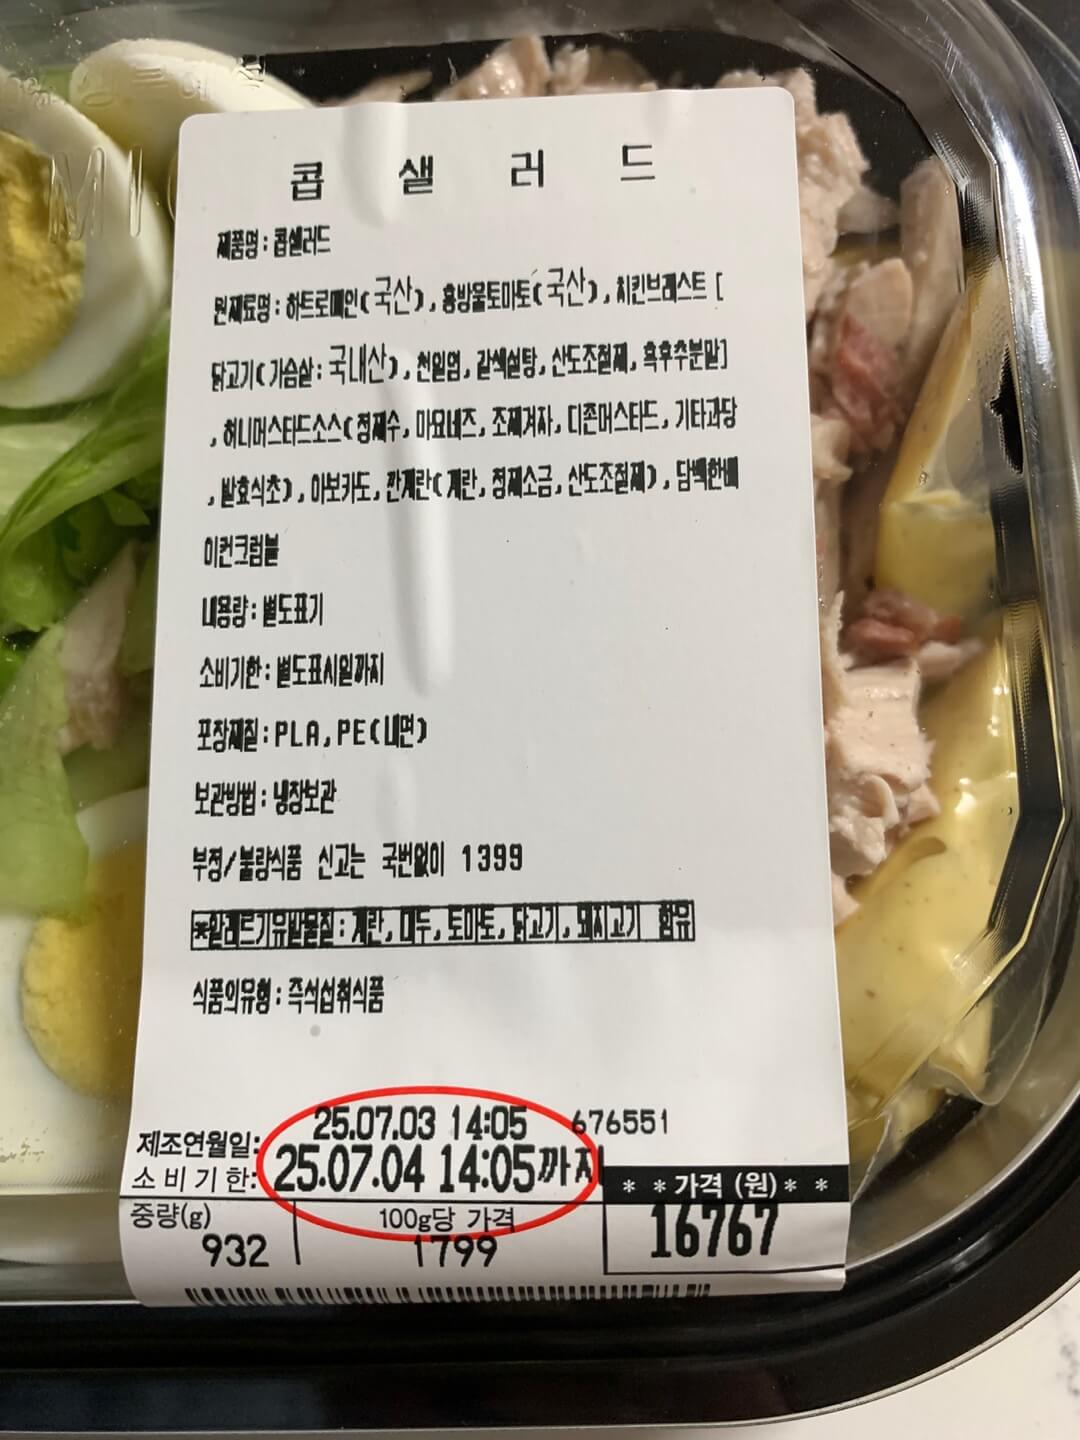 콥 샐 러 드
제품명:콥샐러드
원재료명:하트로메인(국산),홍방울토마토(국산),치킨브레스트[
닭고기(가슴살:국내산),천일염,갈색설탕,산도조절제,흑후추분말]
,허니머스타드소스(정제수,마요네즈,조제겨자,디존머스타드,기타과당
,발효식초),아보카도,깐계란(계란,정제소금,산도조절제),담백한베
이컨크럼블
내용량:별도표기
소비기한:별도표시일까지
포장재질:PLA,PE(내면)
보관방법:냉장보관
부정/불량식품 신고는 국번없이 1399
*알레르기유발물질:계란,대두,토마토,닭고기,돼지고기 함유
식품의유형:즉석섭취식품
제조연월일: 25.07.03 14:05 676551
소비기한: 25.07.04 14:05까지
중량(g) 100g당 가격 **가격 (원)**
932 1799 16767